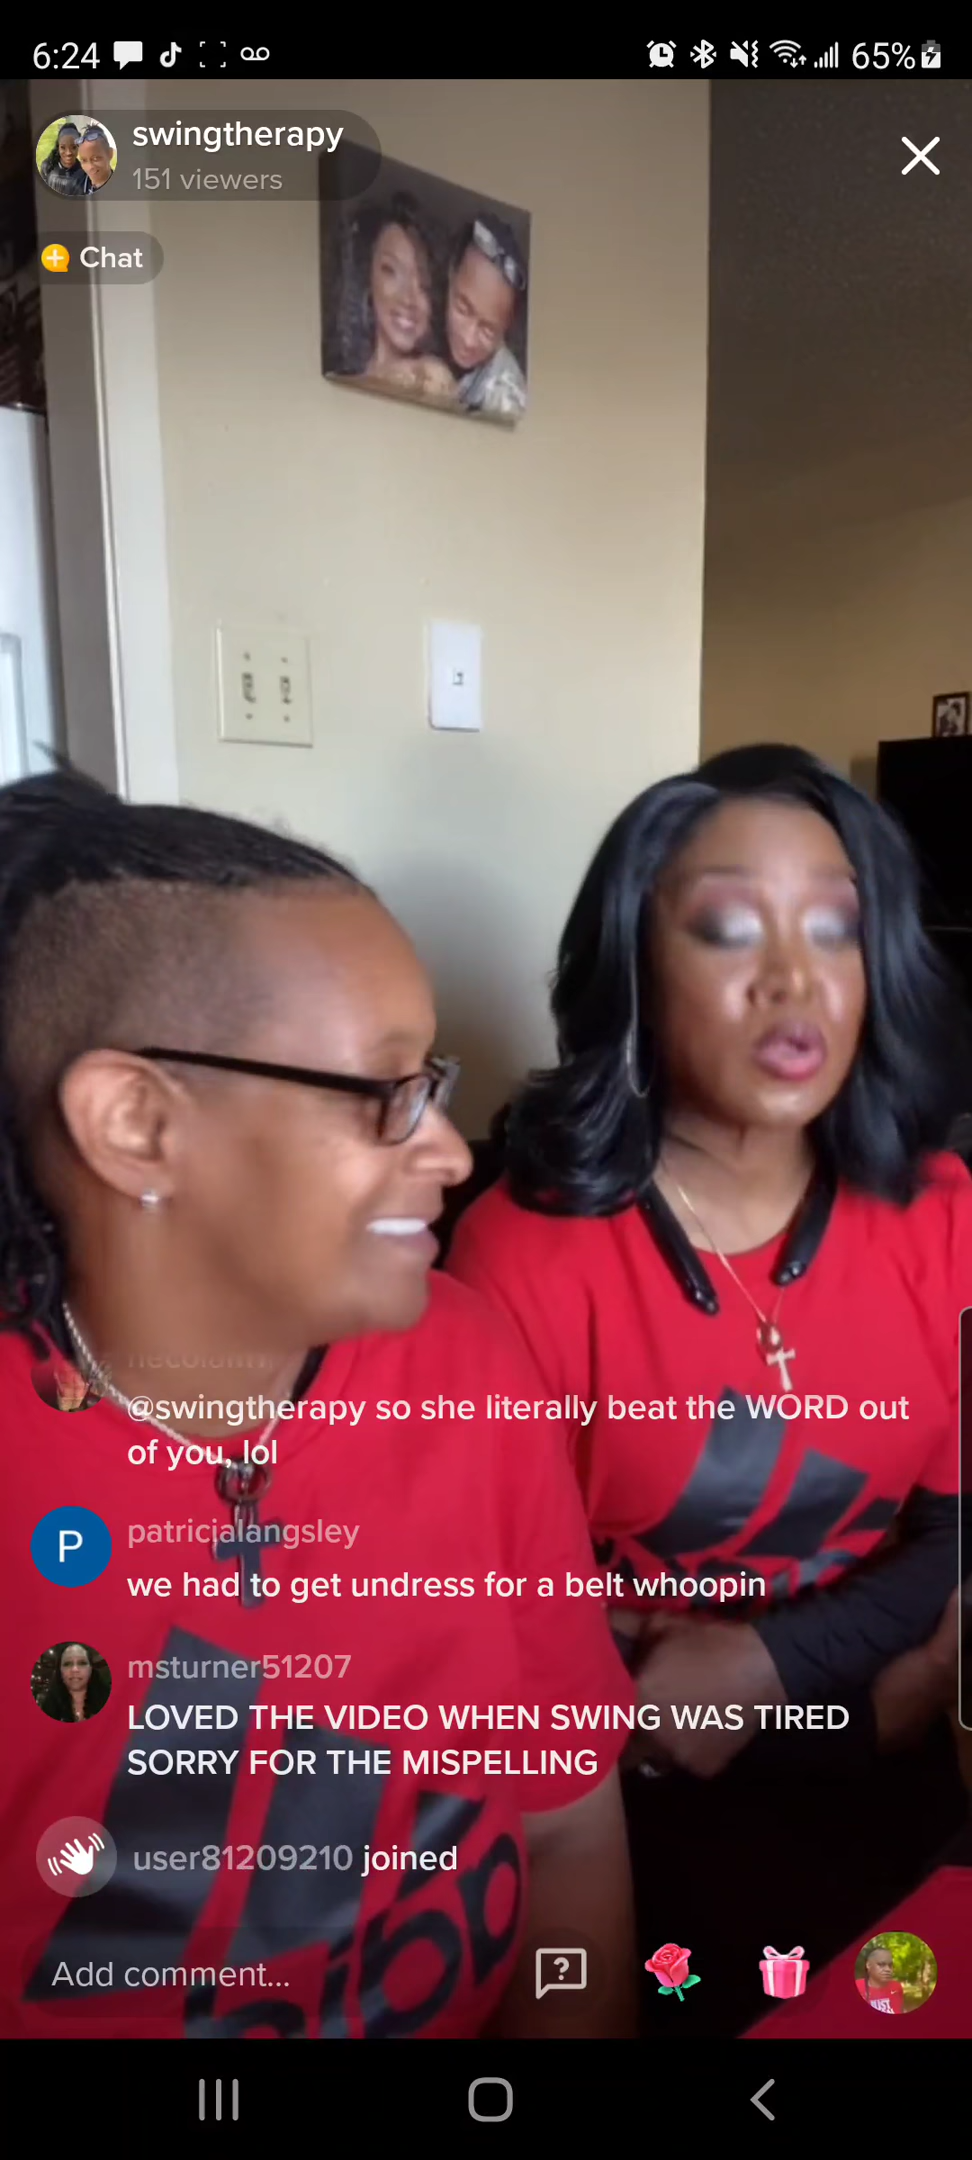 6:24
65%
swingtherapy
151 viewers
Chat
@swingtherapy so she literally beat the WORD out
of you, lol
P
patricialangsley
we had to get undress for a belt whoopin
msturner51207
LOVED THE VIDEO WHEN SWING WAS TIRED
SORRY FOR THE MISPELLING
user81209210 joined
Add comment...